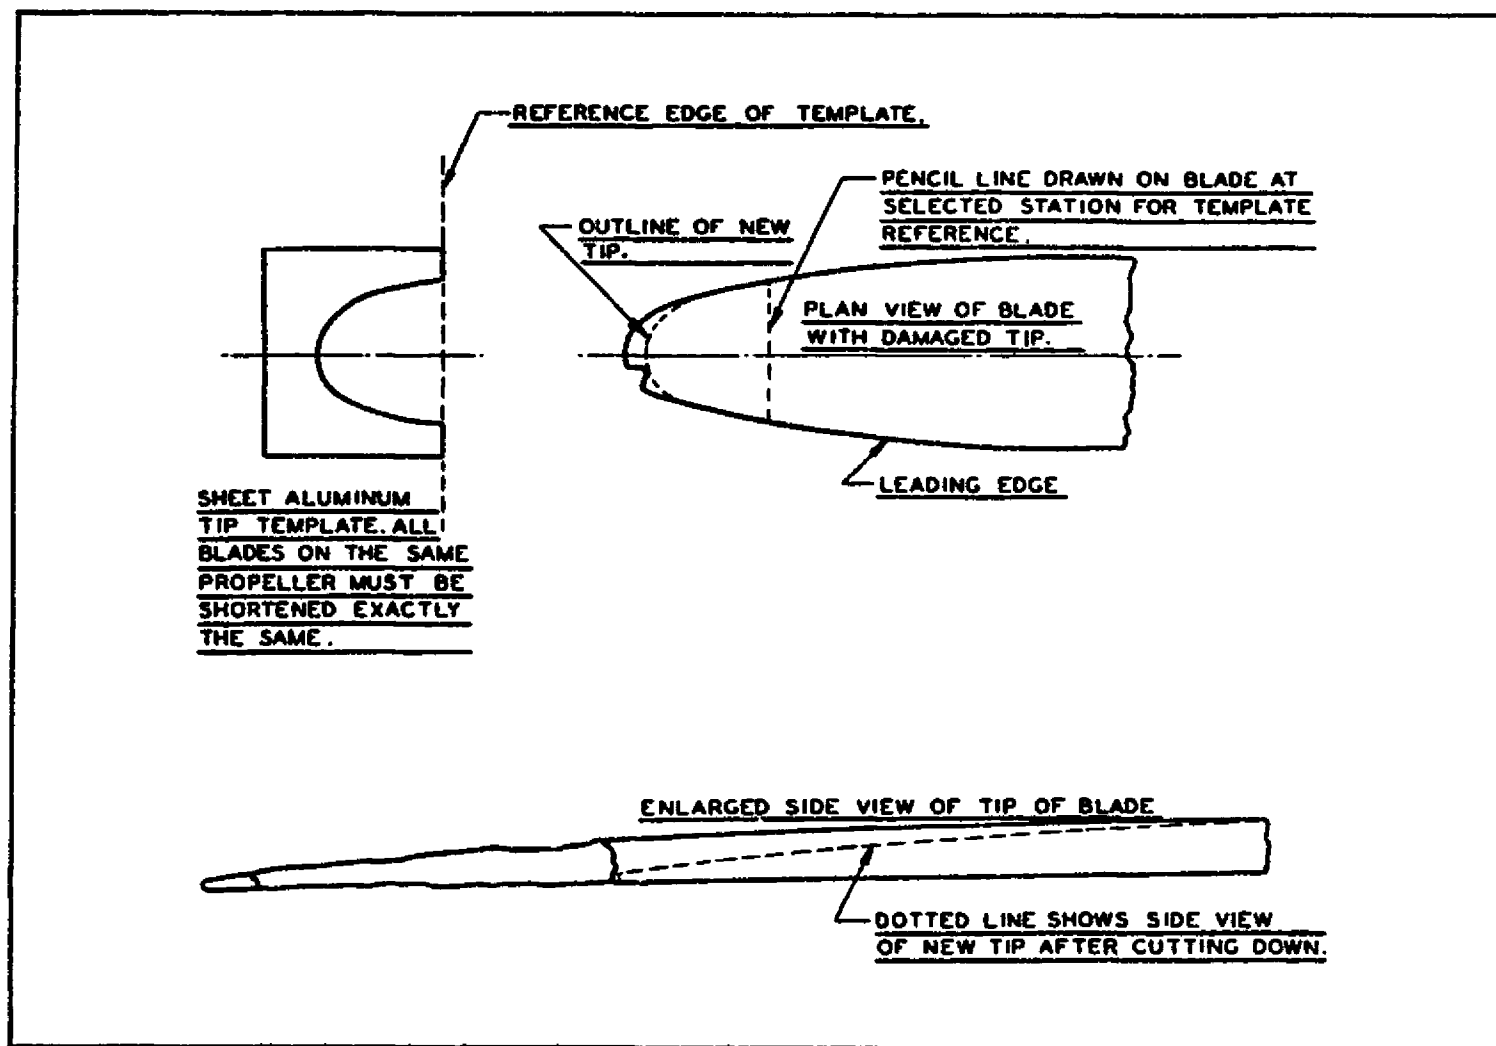 REFERENCE EDGE OF TEMPLATE.
PENCIL LINE DRAWN ON BLADE AT
SELECTED STATION FOR TEMPLATE
REFERENCE.
OUTLINE OF NEW
TIP.
PLAN VIEW OF BLADE
WITH DAMAGED TIP.
LEADING EDGE
SHEET ALUMINUM
TIP TEMPLATE. ALL
BLADES ON THE SAME
PROPELLER MUST BE
SHORTENED EXACTLY
THE SAME.
ENLARGED SIDE VIEW OF TIP OF BLADE
DOTTED LINE SHOWS SIDE VIEW
OF NEW TIP AFTER CUTTING DOWN.